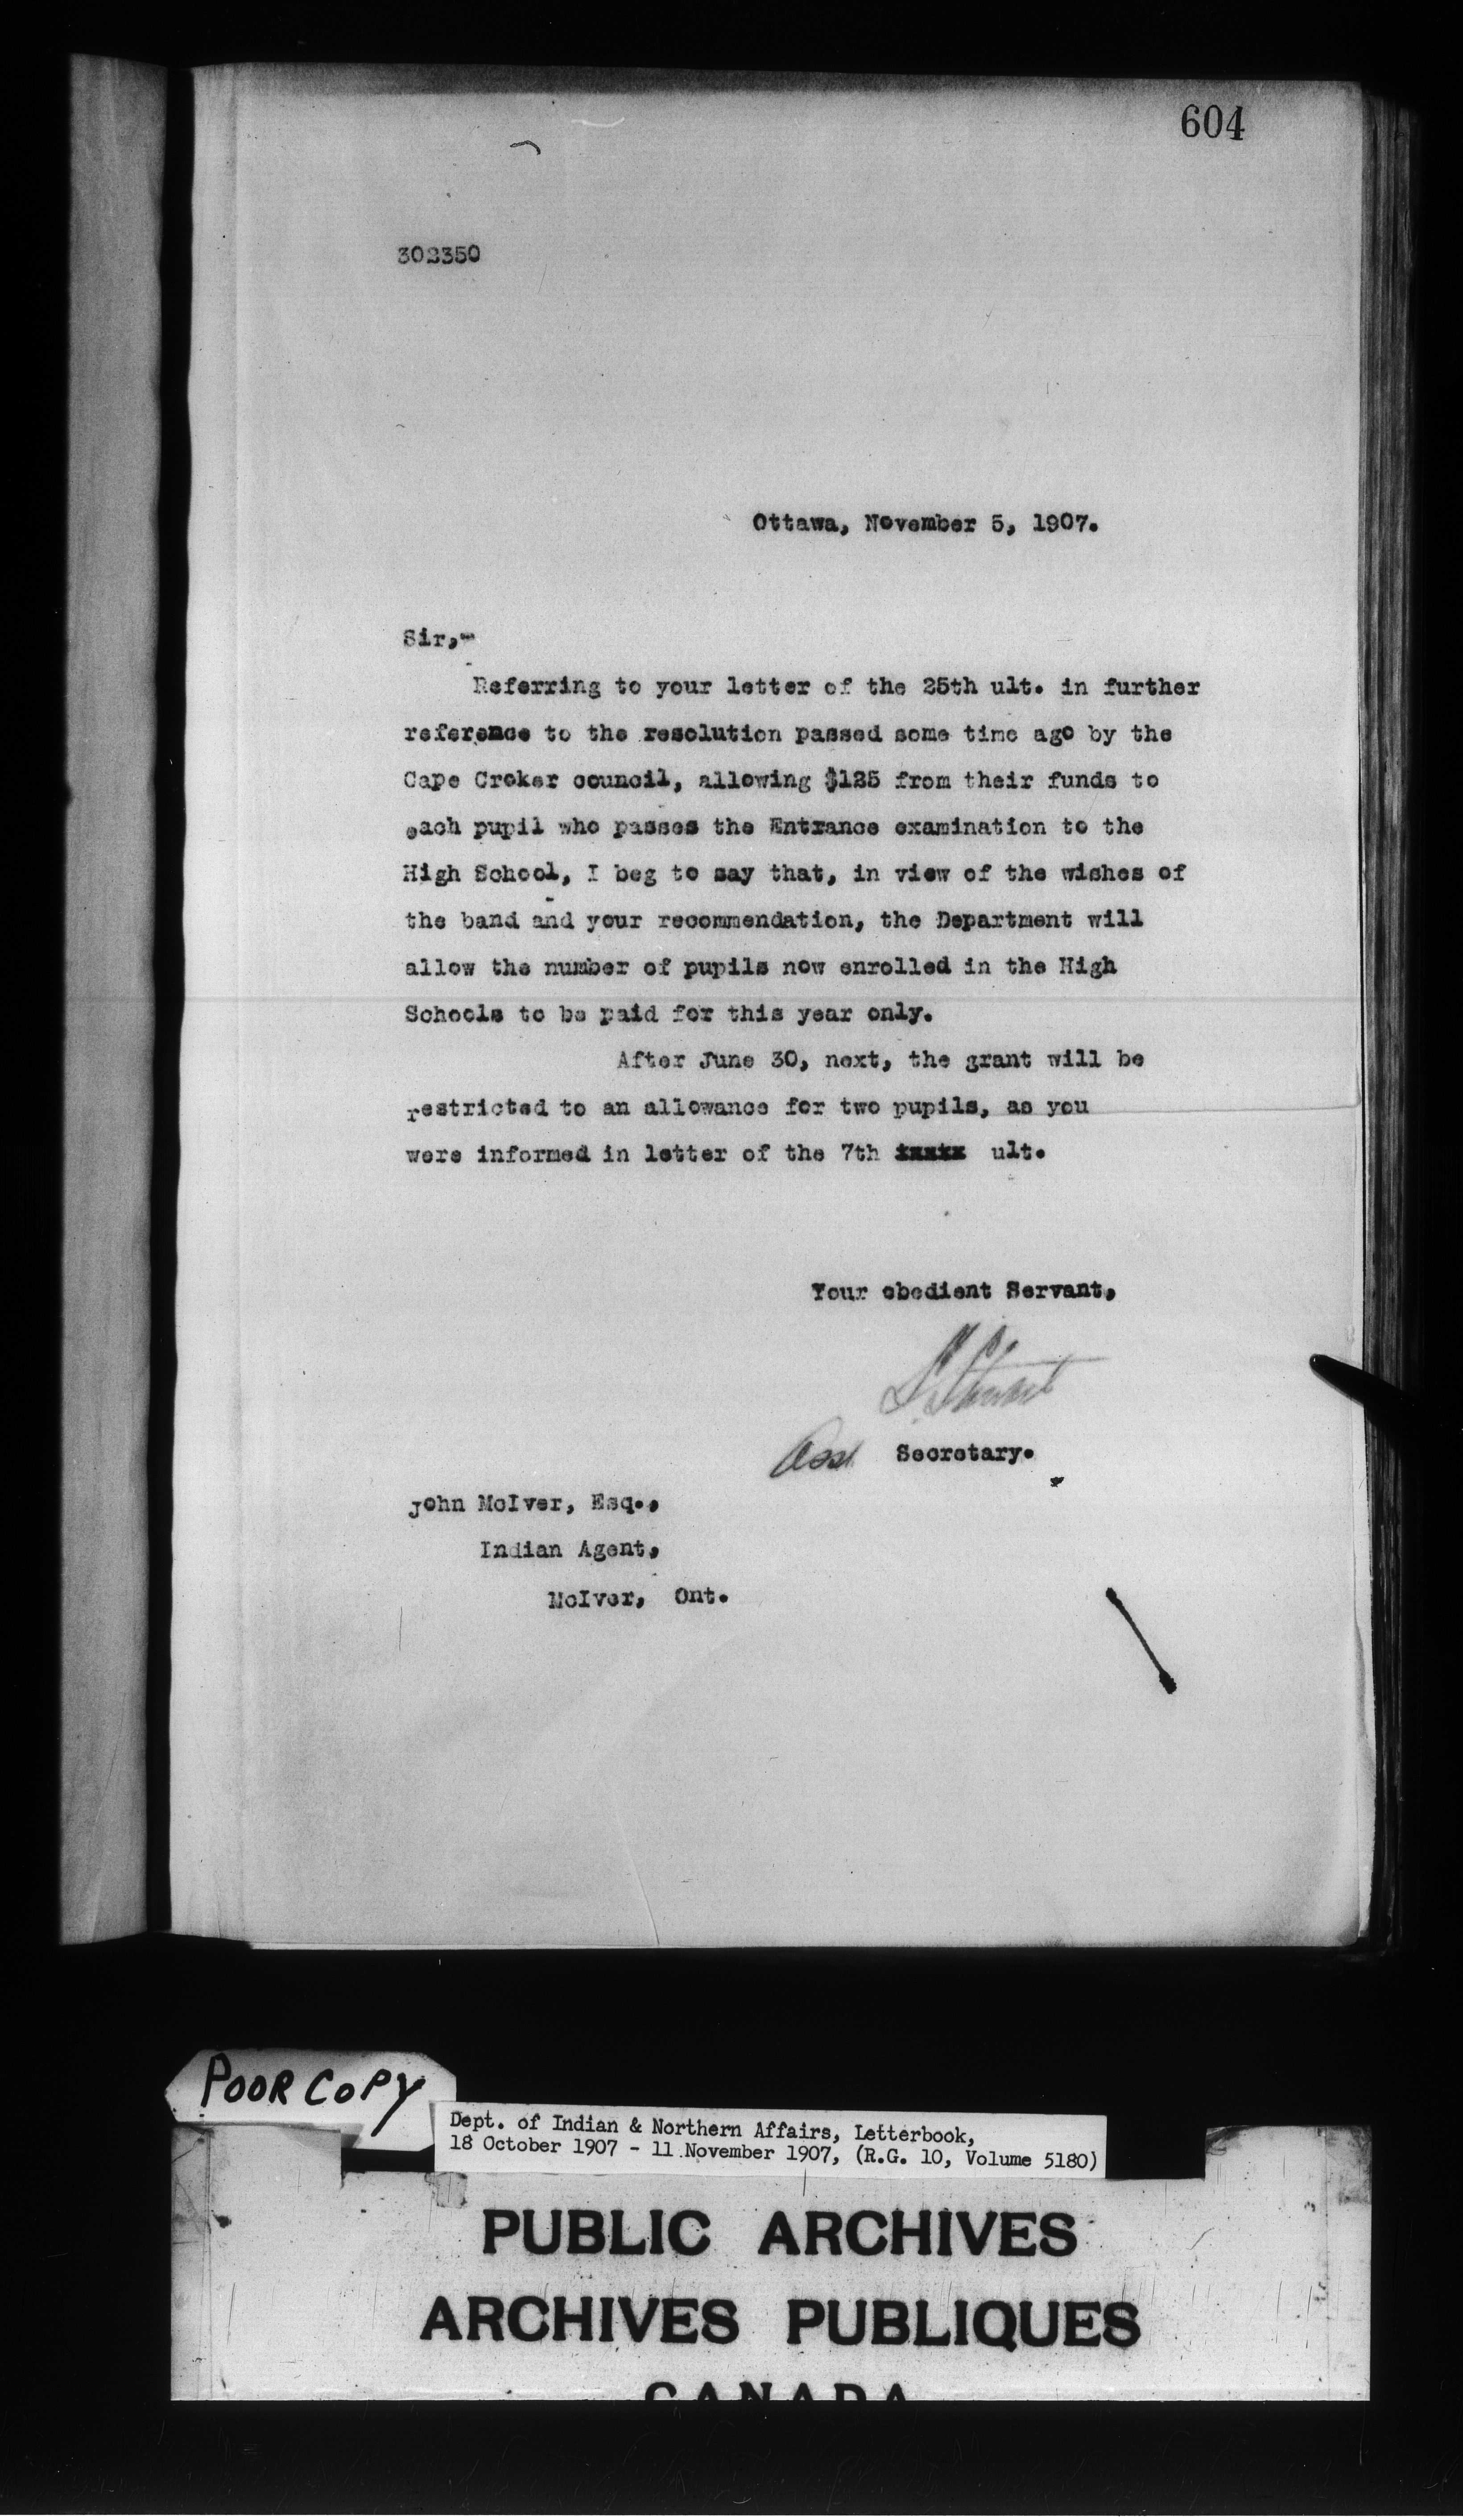 604
302350
Ottawa, November 5, 1907.
Sir,-
Referring to your letter of the 25th ult. in further
reference to the resolution passed some time ago by the
Cape Croker council, allowing $125 from their funds to
each pupil who passes the Entrance examination to the
High School, I beg to say that, in view of the wishes of
the band and your recommendation, the Department will
allow the number of pupils now enrolled in the High
Schools to be paid for this year only.
After June 30, next, the grant will be
restricted to an allowance for two pupils, as you
were informed in letter of the 7th xxxxx ult.
Your obedient Servant,
S. Stewart
Asst. Secretary.
John McIver, Esq.,
Indian Agent,
McIver, Ont.
POOR COPY
Dept. of Indian & Northern Affairs, Letterbook,
18 October 1907 - 11 November 1907, (R.G. 10, Volume 5180)
PUBLIC ARCHIVES
ARCHIVES PUBLIQUES
CANADA